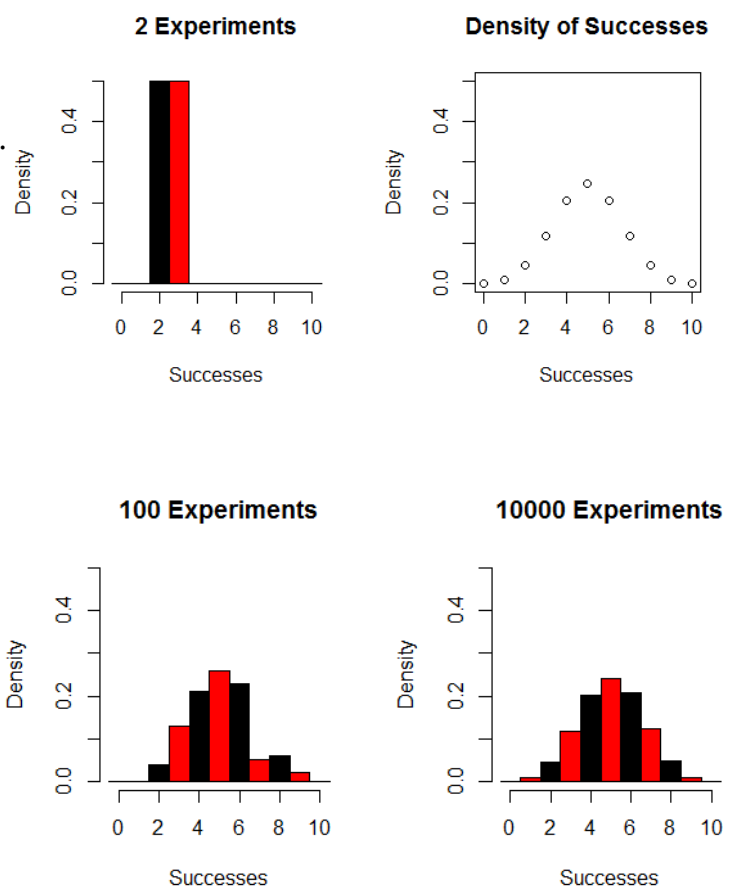 2 Experiments
Density
0.0 0.2 0.4
0 2 4 6 8 10
Successes
Density of Successes
Density
0.0 0.2 0.4
0 2 4 6 8 10
Successes
100 Experiments
Density
0.0 0.2 0.4
0 2 4 6 8 10
Successes
10000 Experiments
Density
0.0 0.2 0.4
0 2 4 6 8 10
Successes